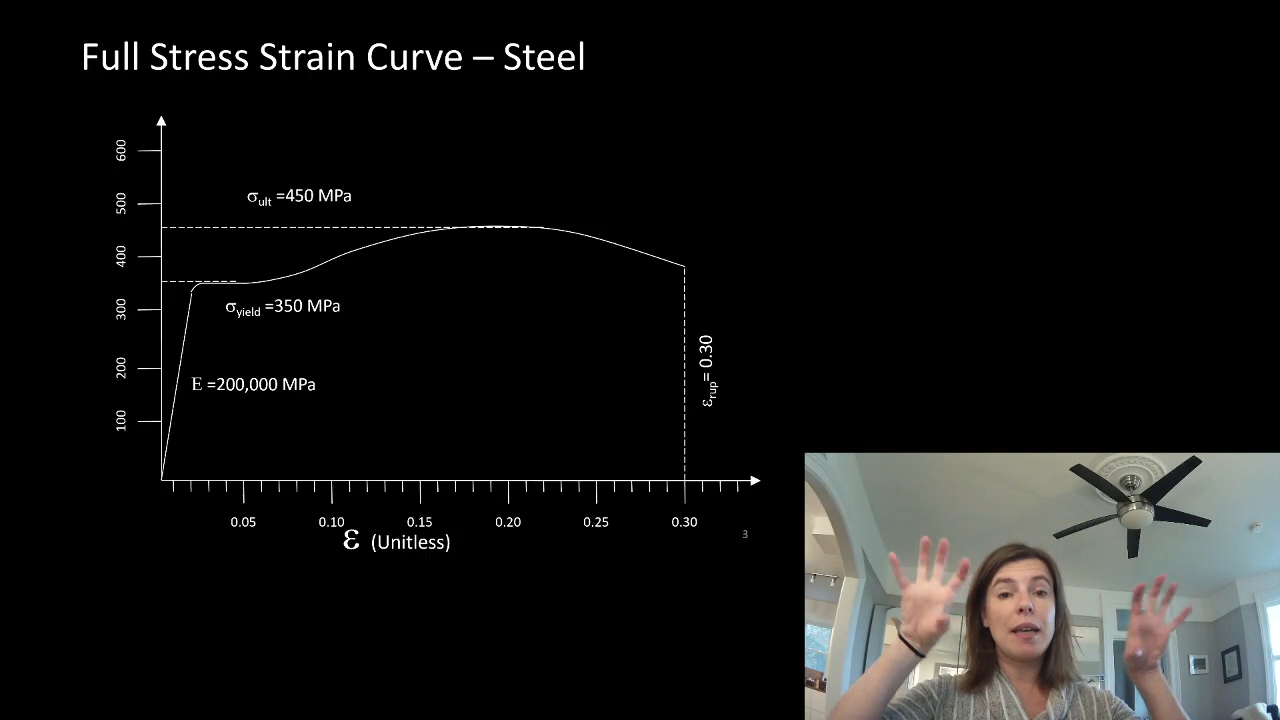 Full Stress Strain Curve – Steel
600
500
400
300
200
100
σult =450 MPa
σyield =350 MPa
E =200,000 MPa
εrup= 0.30
0.05 0.10 0.15 0.20 0.25 0.30
ε (Unitless)
3